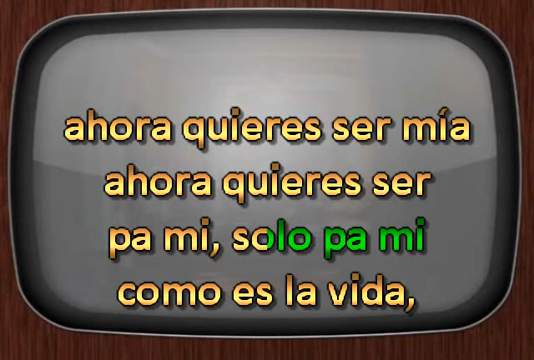 ahora quieres ser mía
ahora quieres ser
pa mi, solo pa mi
como es la vida,